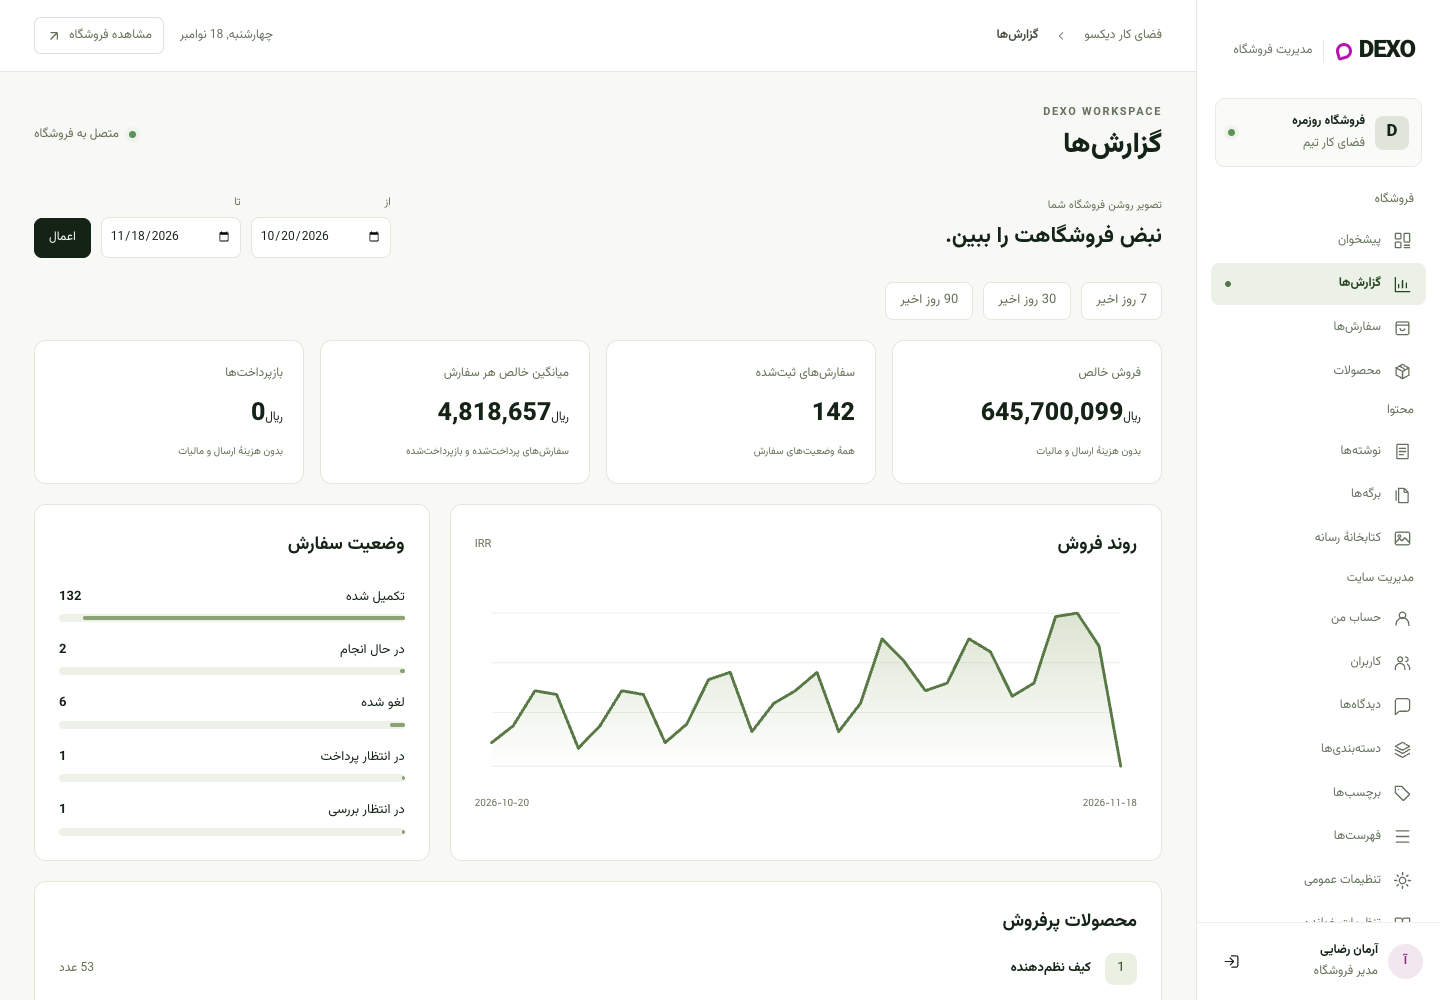 DEXO
مدیریت فروشگاه
D
فروشگاه روزمره
فضای کار تیم
فروشگاه
پیشخوان
گزارش‌ها
سفارش‌ها
محصولات
محتوا
نوشته‌ها
برگه‌ها
کتابخانهٔ رسانه
مدیریت سایت
حساب من
کاربران
دیدگاه‌ها
دسته‌بندی‌ها
برچسب‌ها
فهرست‌ها
تنظیمات عمومی
آ
آرمان رضایی
مدیر فروشگاه
فضای کار دیکسو
گزارش‌ها
چهارشنبه, 18 نوامبر
مشاهده فروشگاه
DEXO WORKSPACE
گزارش‌ها
متصل به فروشگاه
تصویر روشن فروشگاه شما
نبض فروشگاهت را ببین.
از
10/20/2026
تا
11/18/2026
اعمال
7 روز اخیر
30 روز اخیر
90 روز اخیر
فروش خالص
645,700,099 ریال
بدون هزینهٔ ارسال و مالیات
سفارش‌های ثبت‌شده
142
همهٔ وضعیت‌های سفارش
میانگین خالص هر سفارش
4,818,657 ریال
سفارش‌های پرداخت‌شده و بازپرداخت‌شده
بازپرداخت‌ها
0 ریال
بدون هزینهٔ ارسال و مالیات
روند فروش
IRR
2026-10-20
2026-11-18
وضعیت سفارش
تکمیل شده
132
در حال انجام
2
لغو شده
6
در انتظار پرداخت
1
در انتظار بررسی
1
محصولات پرفروش
1
کیف نظم‌دهنده
53 عدد